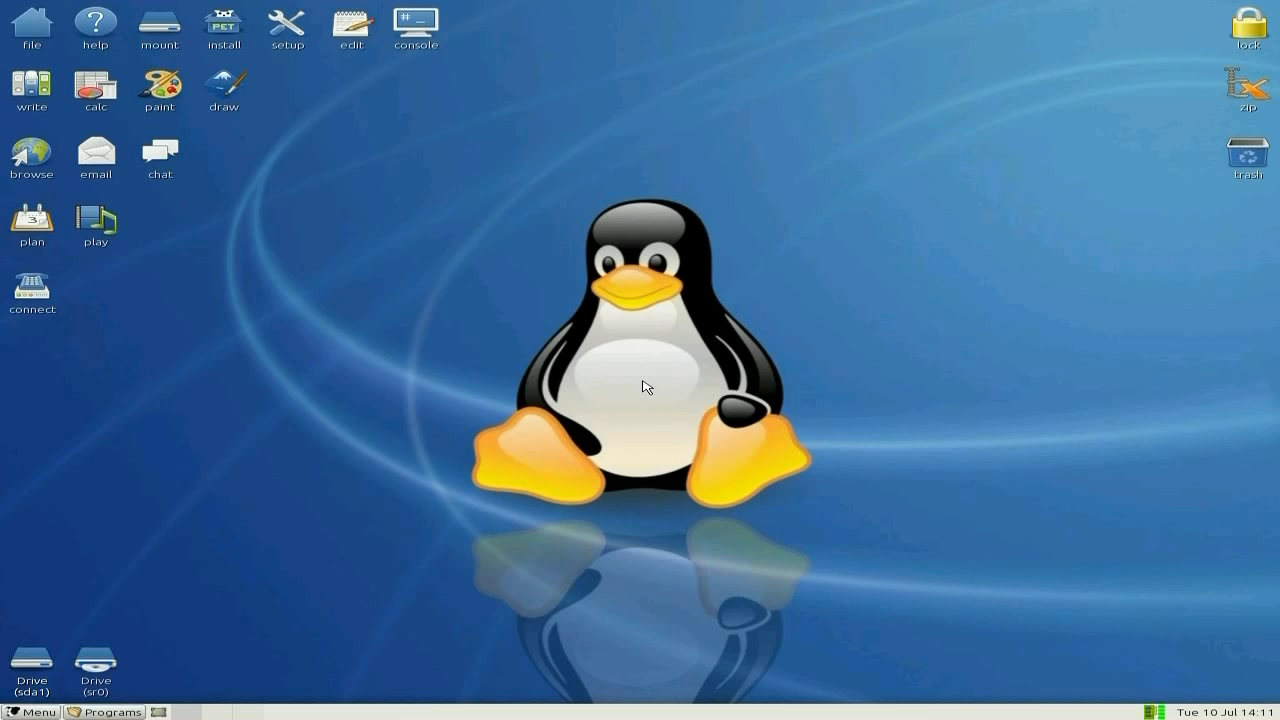 file help mount install setup edit console lock
PET
# _
write calc paint draw zip
browse email chat trash
3
plan play
connect
Drive Drive
(sda1) (sr0)
Menu Programs Tue 10 Jul 14:11